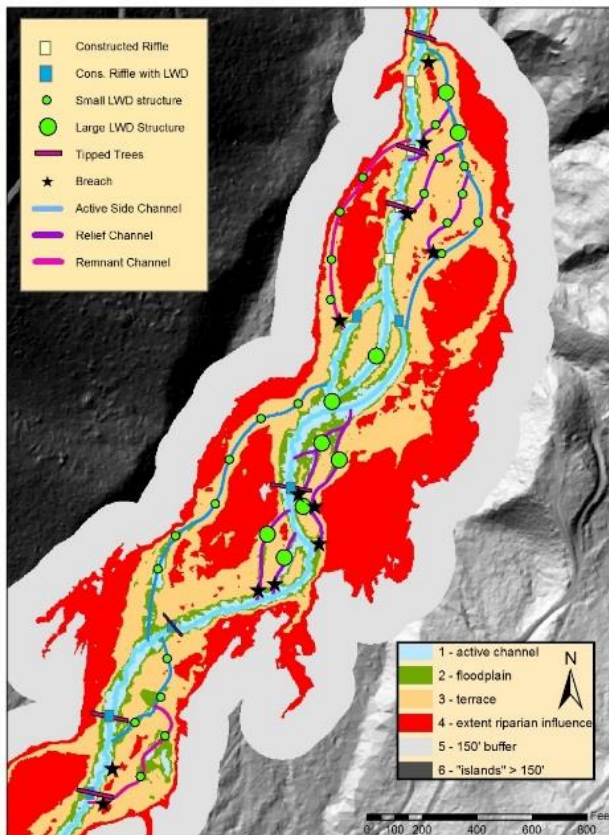 Constructed Riffle
Cons. Riffle with LWD
Small LWD structure
Large LWD Structure
Tipped Trees
Breach
Active Side Channel
Relief Channel
Remnant Channel
1 - active channel
2 - floodplain
3 - terrace
4 - extent riparian influence
5 - 150' buffer
6 - "islands" > 150'
N
Fee
0 100 200 400 600 800